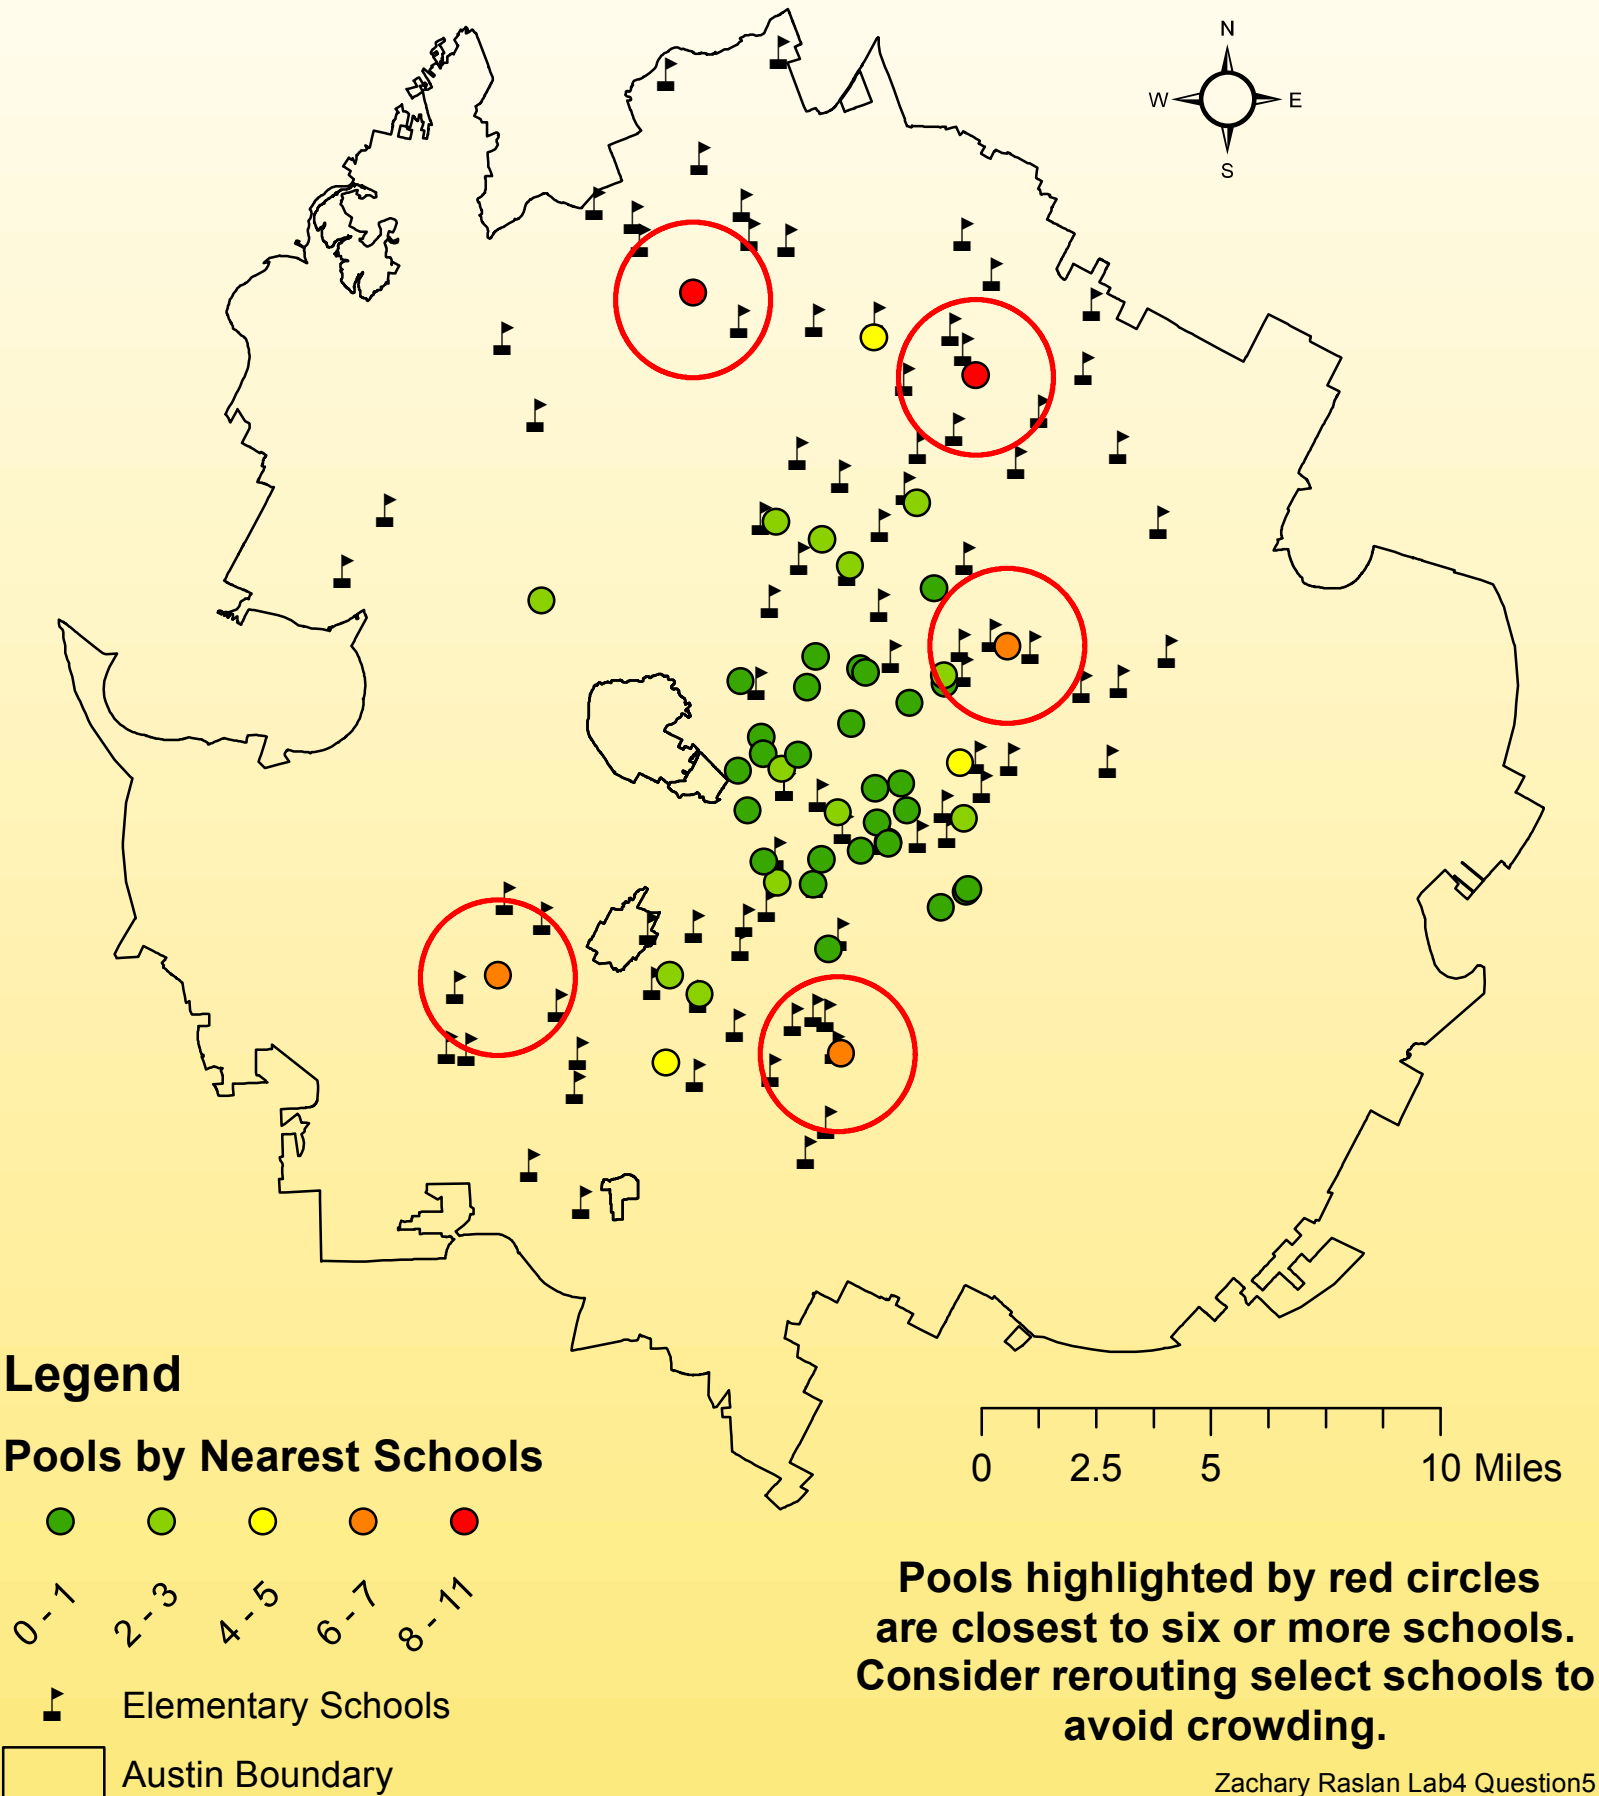 N
W E
S
Legend
Pools by Nearest Schools
0 - 1
2 - 3
4 - 5
6 - 7
8 - 11
Elementary Schools
Austin Boundary
0 2.5 5 10 Miles
Pools highlighted by red circles
are closest to six or more schools.
Consider rerouting select schools to
avoid crowding.
Zachary Raslan Lab4 Question5